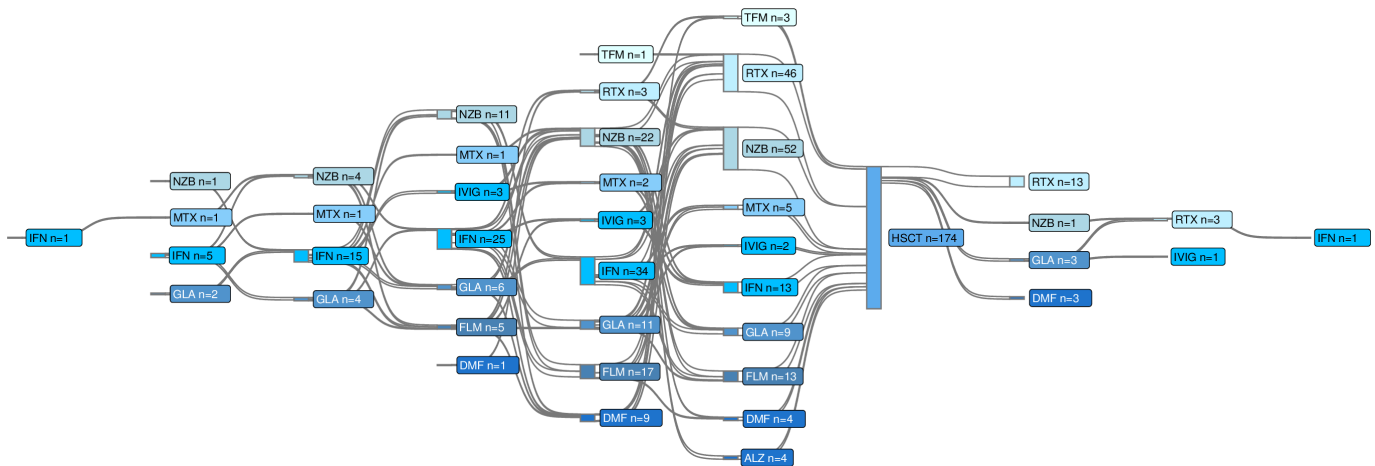 IFN n=1
NZB n=1
MTX n=1
IFN n=5
GLA n=2
NZB n=4
MTX n=1
IFN n=15
GLA n=4
NZB n=11
MTX n=1
IVIG n=3
IFN n=25
GLA n=6
FLM n=5
DMF n=1
TFM n=1
RTX n=3
NZB n=22
MTX n=2
IVIG n=3
IFN n=34
GLA n=11
FLM n=17
DMF n=9
TFM n=3
RTX n=46
NZB n=52
MTX n=5
IVIG n=2
IFN n=13
GLA n=9
FLM n=13
DMF n=4
ALZ n=4
HSCT n=174
RTX n=13
NZB n=1
GLA n=3
DMF n=3
RTX n=3
IVIG n=1
IFN n=1